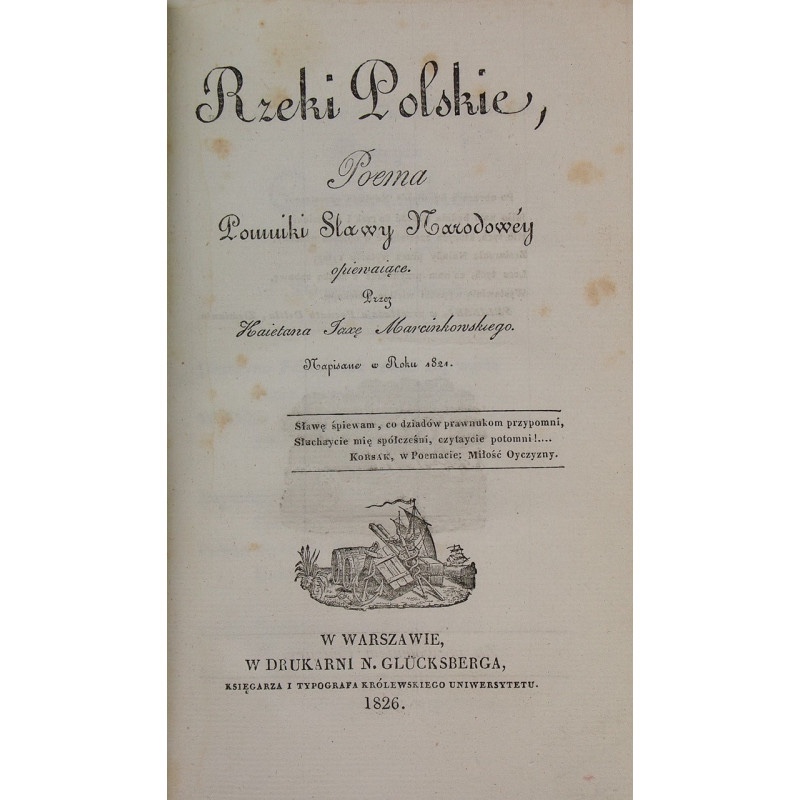 Rzeki Polskie,
Poema
Pomniki Sławy Narodowéy
opiewaiące.
Przez
Kaietana Jaxę Marcinkowskiego.
Napisane w Roku 1821.
Sławę śpiewam, co dziadów prawnukom przypomni,
Słuchaycie mię spółcześni, czytaycie potomni!....
KORSAK, w Poemacie: Miłość Oyczyzny.
W WARSZAWIE,
W DRUKARNI N. GLÜCKSBERGA,
KSIĘGARZA I TYPOGRAFA KRÓLEWSKIEGO UNIWERSYTETU.
1826.